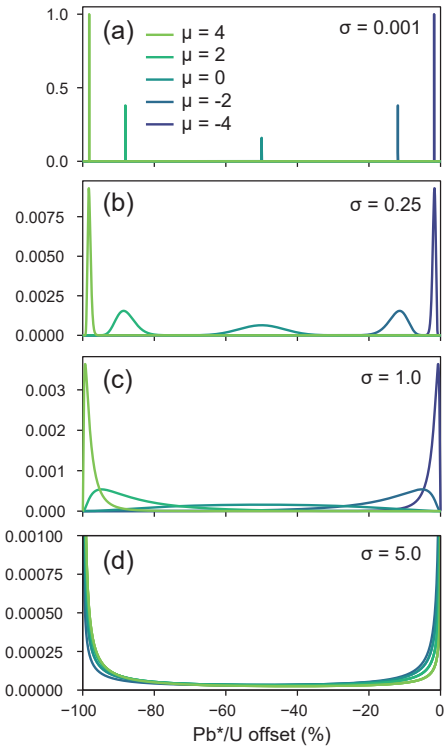 (a)
μ = 4
μ = 2
μ = 0
μ = -2
μ = -4
σ = 0.001
1.0
0.5
0.0
(b)
σ = 0.25
0.0075
0.0050
0.0025
0.0000
(c)
σ = 1.0
0.003
0.002
0.001
0.000
(d)
σ = 5.0
0.00100
0.00075
0.00050
0.00025
0.00000
−100 −80 −60 −40 −20 0
Pb*/U offset (%)